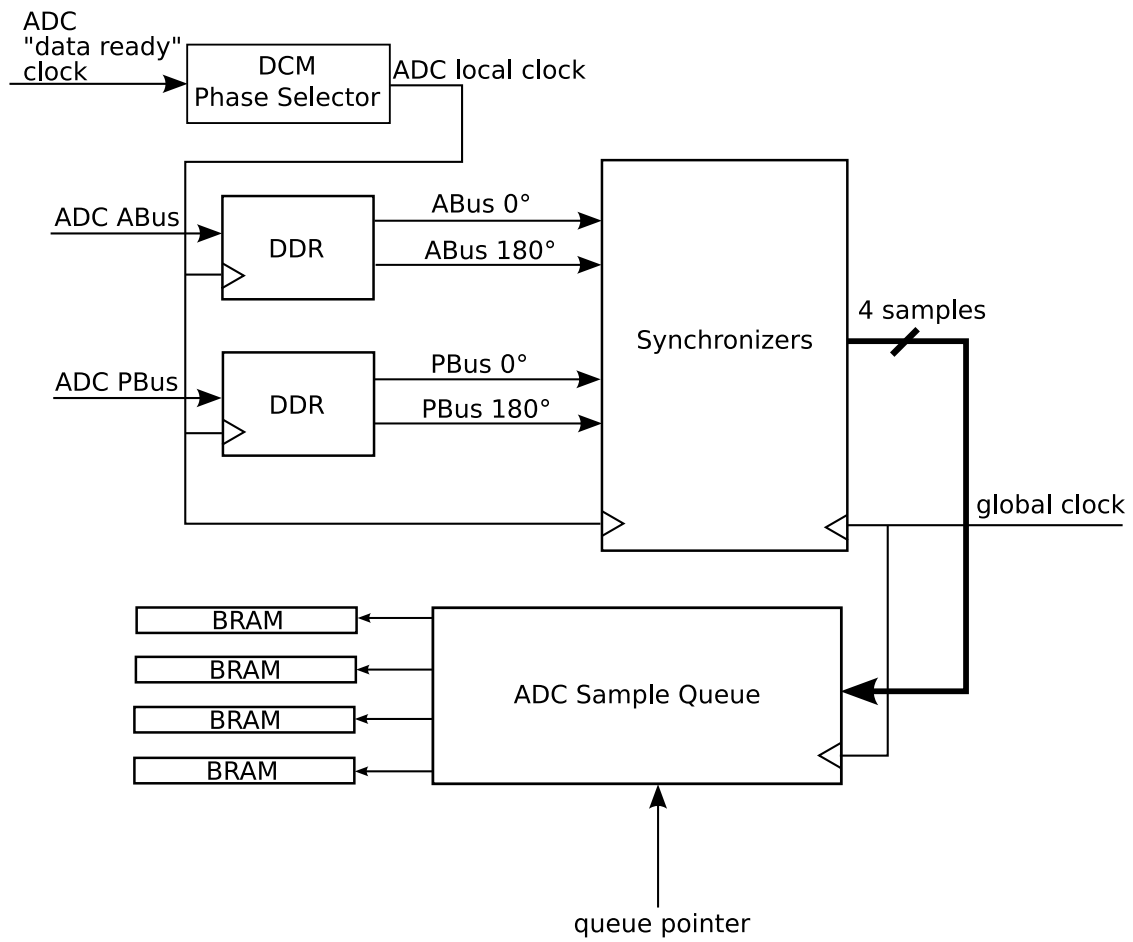 ADC
"data ready"
clock
DCM
Phase Selector
ADC local clock
ADC ABus
DDR
ABus 0°
ABus 180°
ADC PBus
DDR
PBus 0°
PBus 180°
Synchronizers
4 samples
global clock
BRAM
BRAM
BRAM
BRAM
ADC Sample Queue
queue pointer